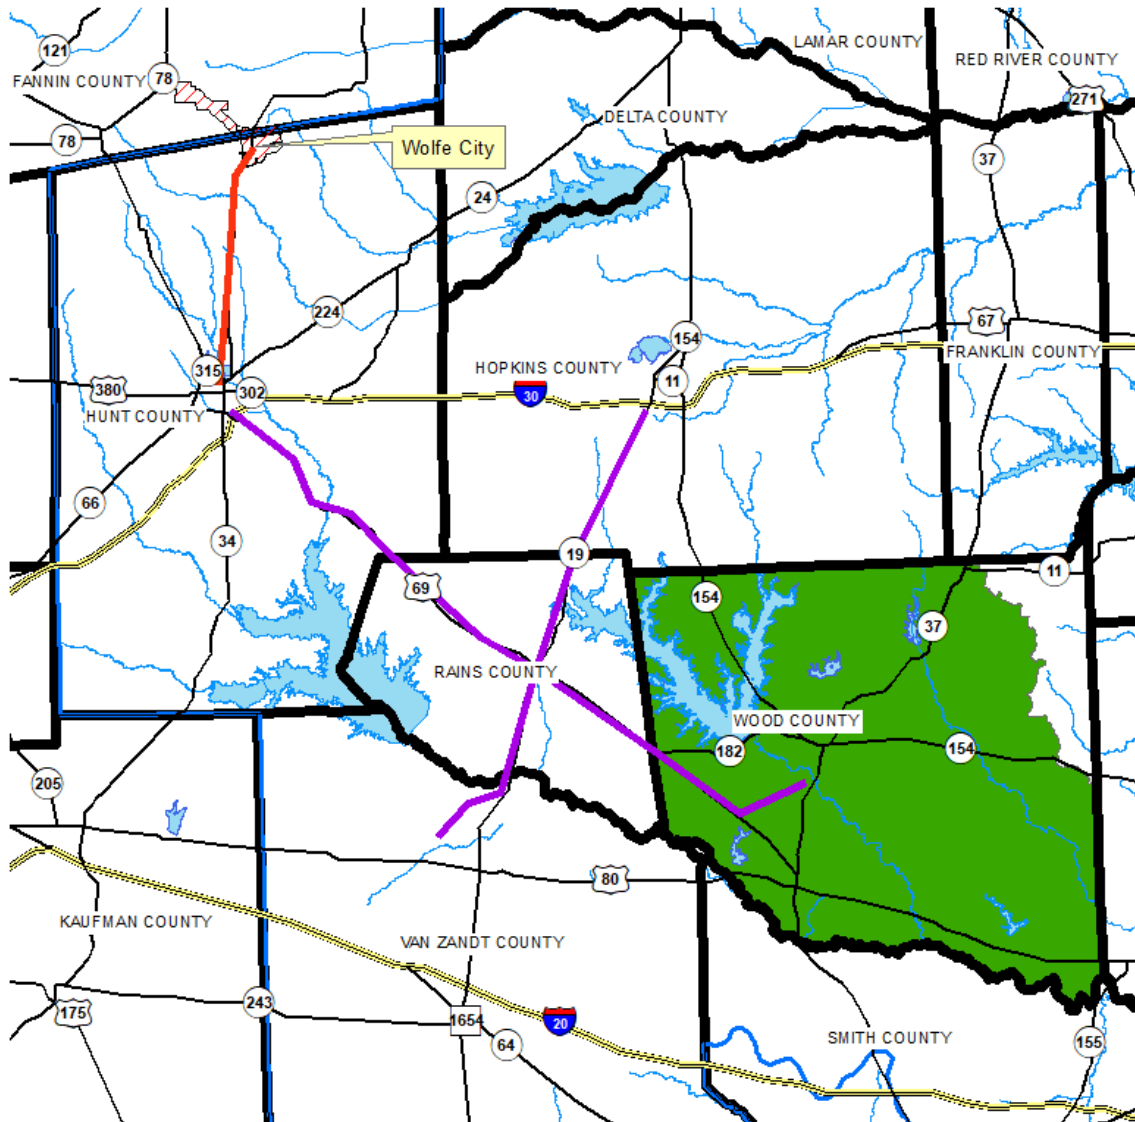 121
FANNIN COUNTY
78
LAMAR COUNTY
RED RIVER COUNTY
271
DELTA COUNTY
78
Wolfe City
37
24
224
67
154
315
HOPKINS COUNTY
FRANKLIN COUNTY
11
380
302
30
HUNT COUNTY
66
34
19
11
69
154
37
RAINS COUNTY
WOOD COUNTY
182
154
205
80
KAUFMAN COUNTY
VAN ZANDT COUNTY
243
175
1654
20
64
SMITH COUNTY
155